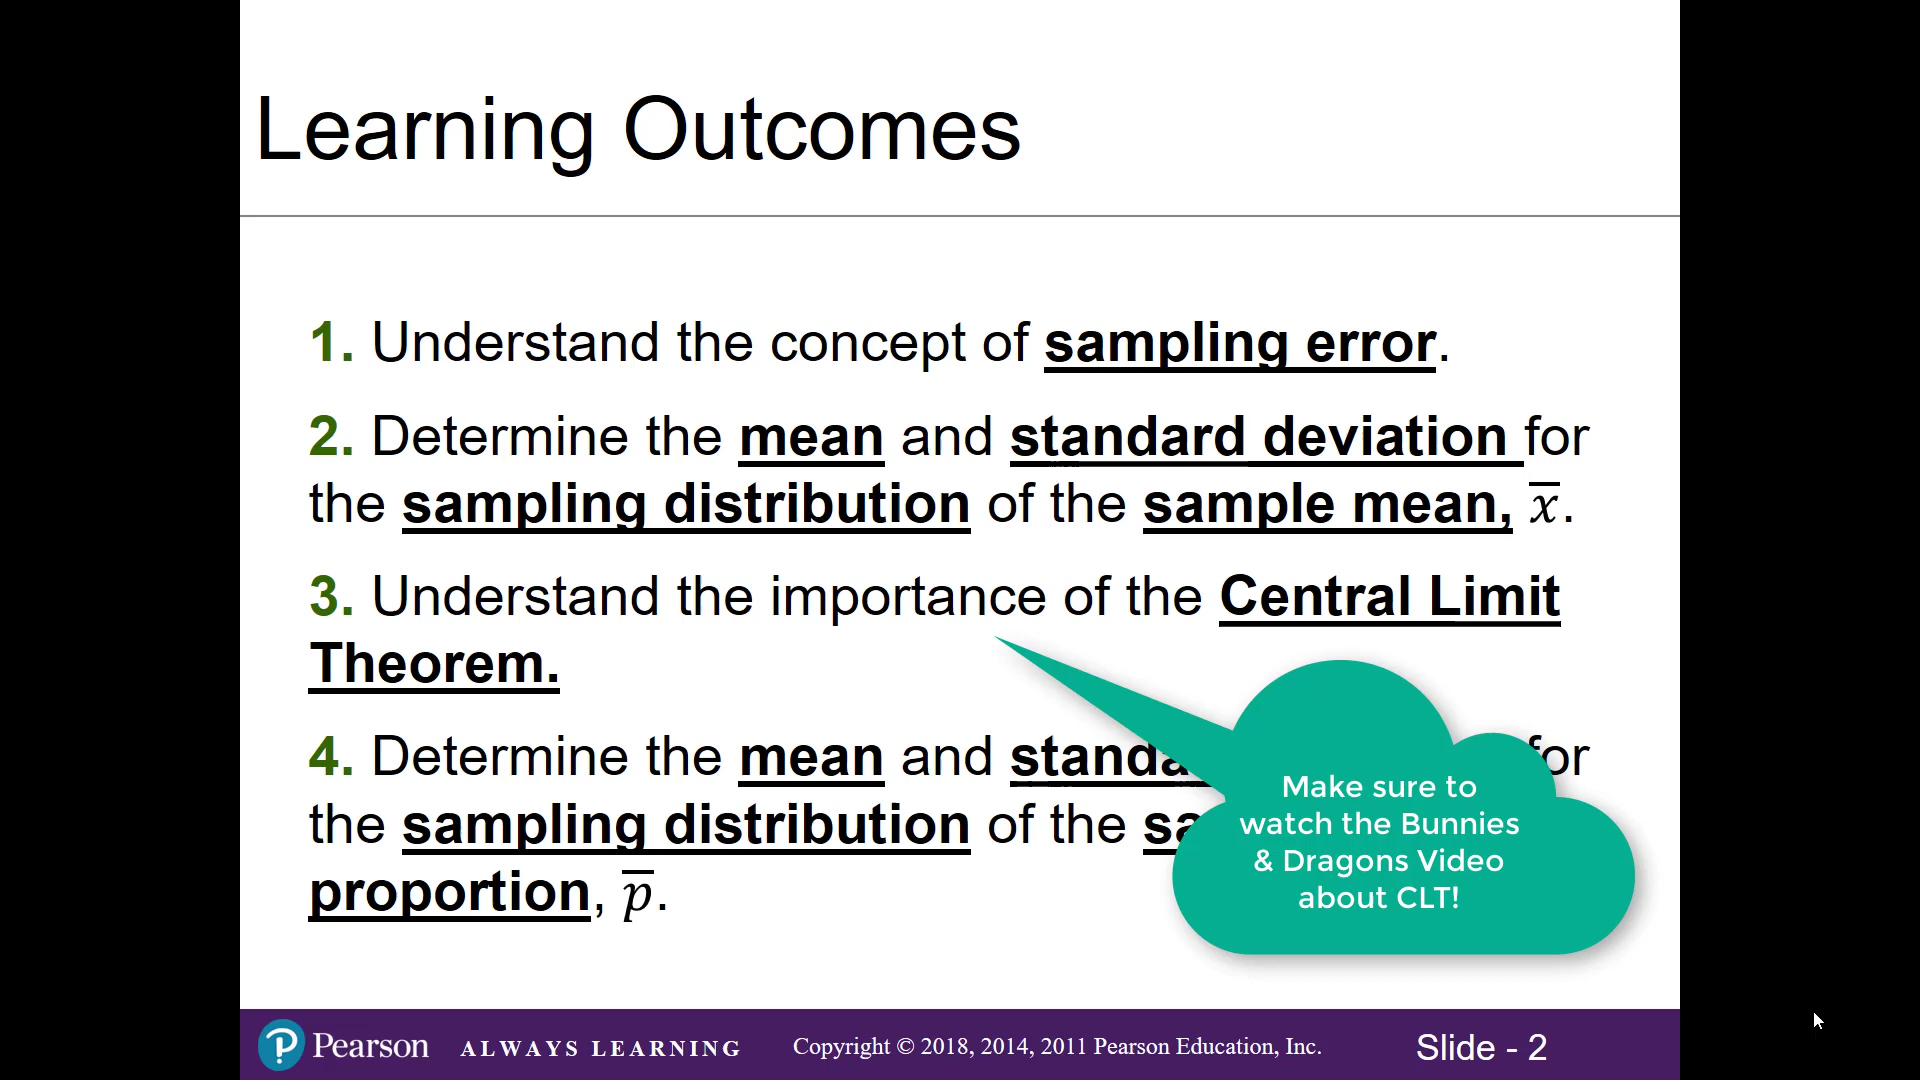 Learning Outcomes
1. Understand the concept of sampling error.
2. Determine the mean and standard deviation for
the sampling distribution of the sample mean, x̅.
3. Understand the importance of the Central Limit
Theorem.
4. Determine the mean and for
the sampling distribution of the
proportion, p̅.
Make sure to
watch the Bunnies
& Dragons Video
about CLT!
Pearson ALWAYS LEARNING Copyright © 2018, 2014, 2011 Pearson Education, Inc. Slide - 2